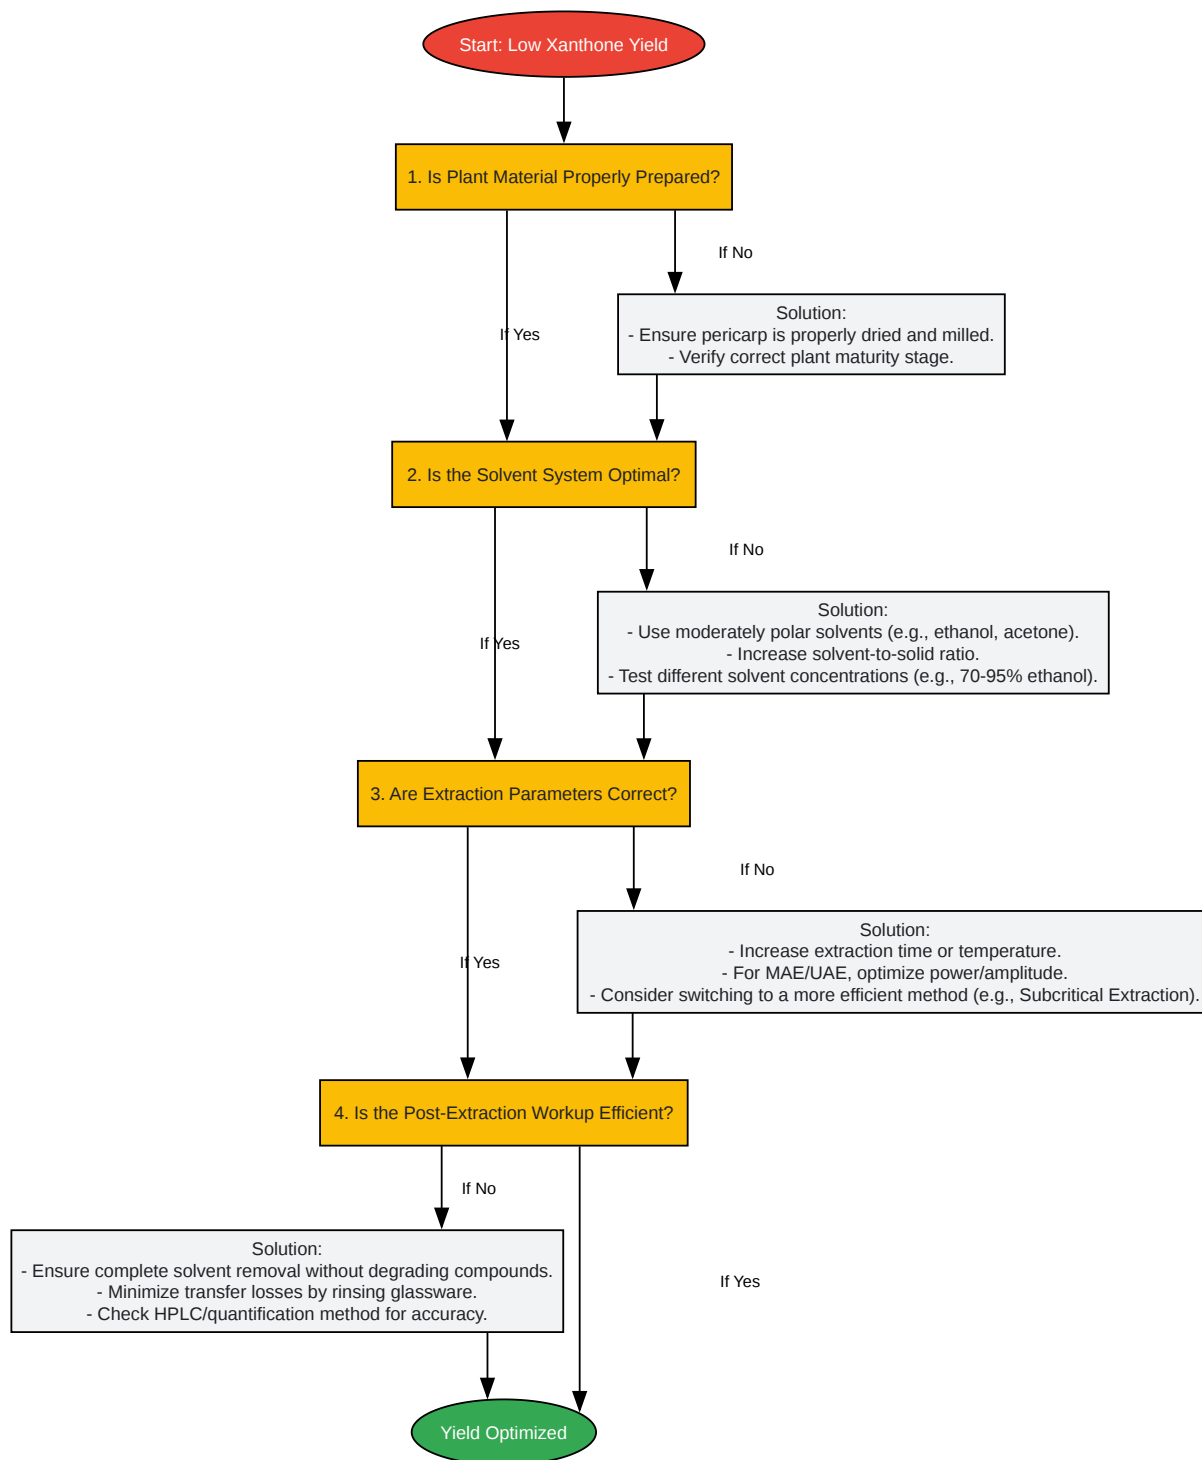 Start: Low Xanthone Yield
1. Is Plant Material Properly Prepared?
If No
Solution:
- Ensure pericarp is properly dried and milled.
- Verify correct plant maturity stage.
If Yes
2. Is the Solvent System Optimal?
If No
Solution:
- Use moderately polar solvents (e.g., ethanol, acetone).
- Increase solvent-to-solid ratio.
- Test different solvent concentrations (e.g., 70-95% ethanol).
If Yes
3. Are Extraction Parameters Correct?
If No
Solution:
- Increase extraction time or temperature.
- For MAE/UAE, optimize power/amplitude.
- Consider switching to a more efficient method (e.g., Subcritical Extraction).
If Yes
4. Is the Post-Extraction Workup Efficient?
If No
Solution:
- Ensure complete solvent removal without degrading compounds.
- Minimize transfer losses by rinsing glassware.
- Check HPLC/quantification method for accuracy.
If Yes
Yield Optimized